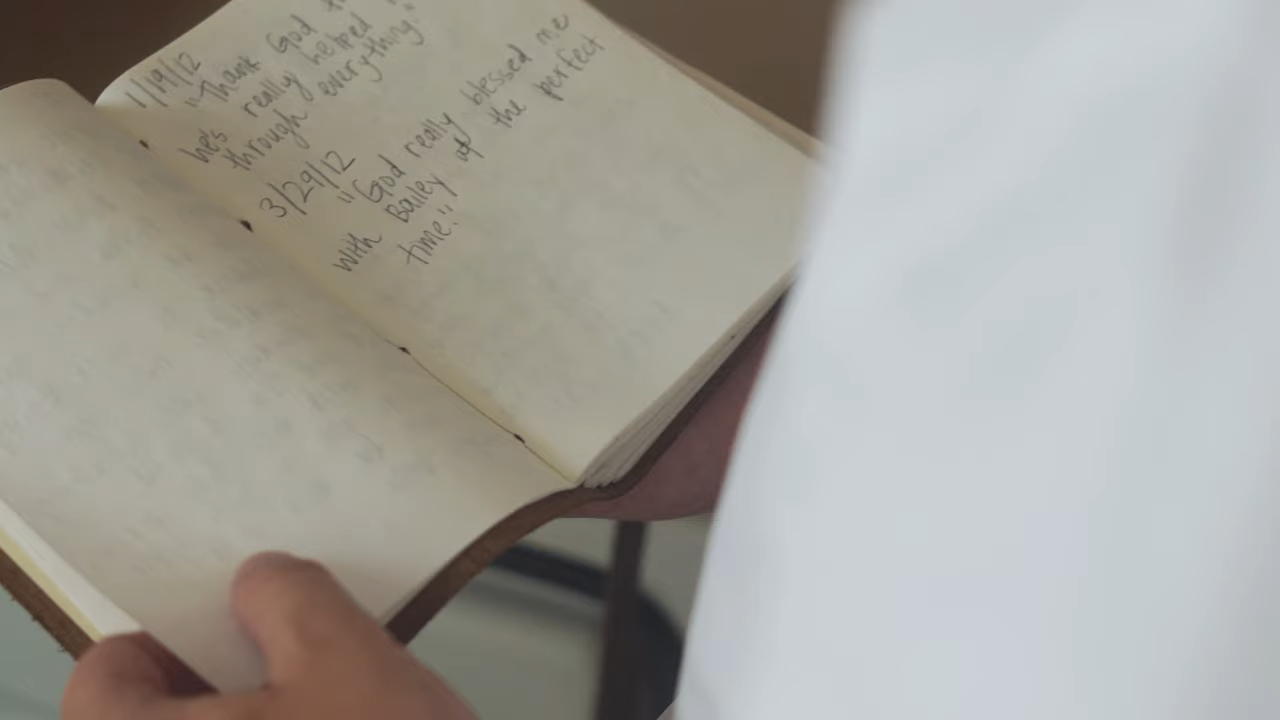 1/19/12
"Thank God
he's really helped
through everything."
3/29/12
"God really blessed me
with Bailey at the perfect
time."